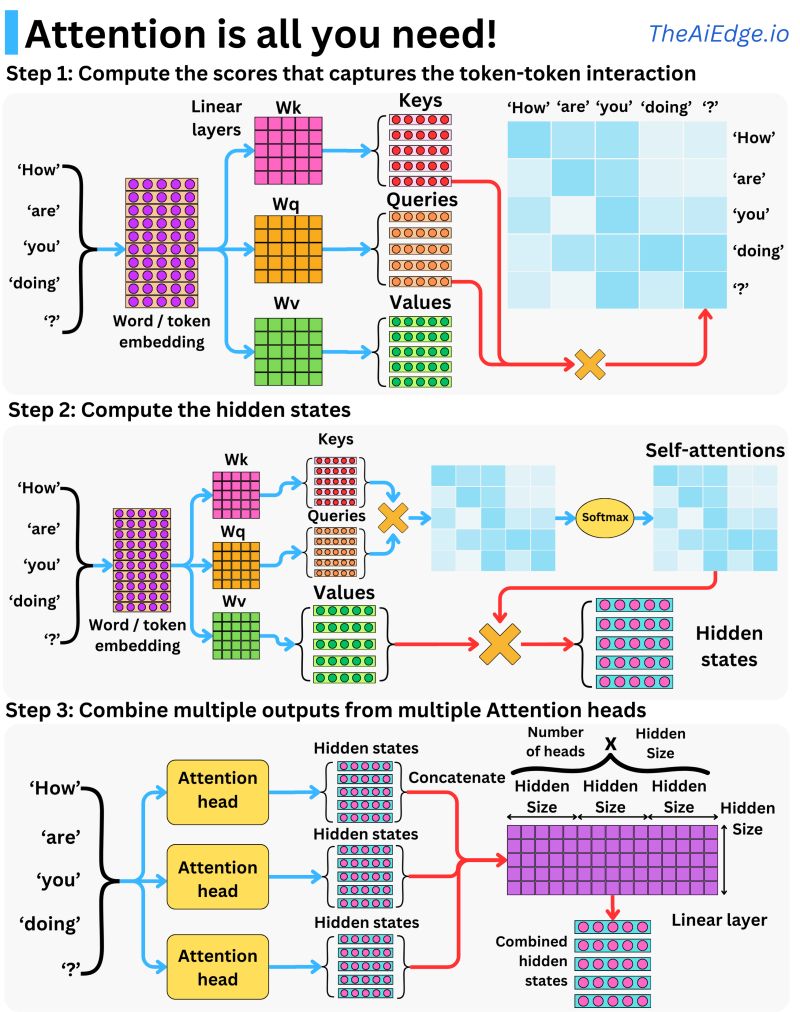 Attention is all you need!
TheAiEdge.io
Step 1: Compute the scores that captures the token-token interaction
Linear
layers
Wk
Keys
'How' 'are' 'you' 'doing' '?'
'How'
'are'
'you'
'doing'
'?'
Word / token
embedding
Wq
Queries
Wv
Values
'How'
'are'
'you'
'doing'
'?'
Step 2: Compute the hidden states
'How'
'are'
'you'
'doing'
'?'
Word / token
embedding
Wk
Keys
Wq
Queries
Wv
Values
Softmax
Self-attentions
Hidden
states
Step 3: Combine multiple outputs from multiple Attention heads
'How'
'are'
'you'
'doing'
'?'
Attention
head
Attention
head
Attention
head
Hidden states
Hidden states
Hidden states
Concatenate
Number
of heads
X
Hidden
Size
Hidden
Size
Hidden
Size
Hidden
Size
Hidden
Size
Linear layer
Combined
hidden
states